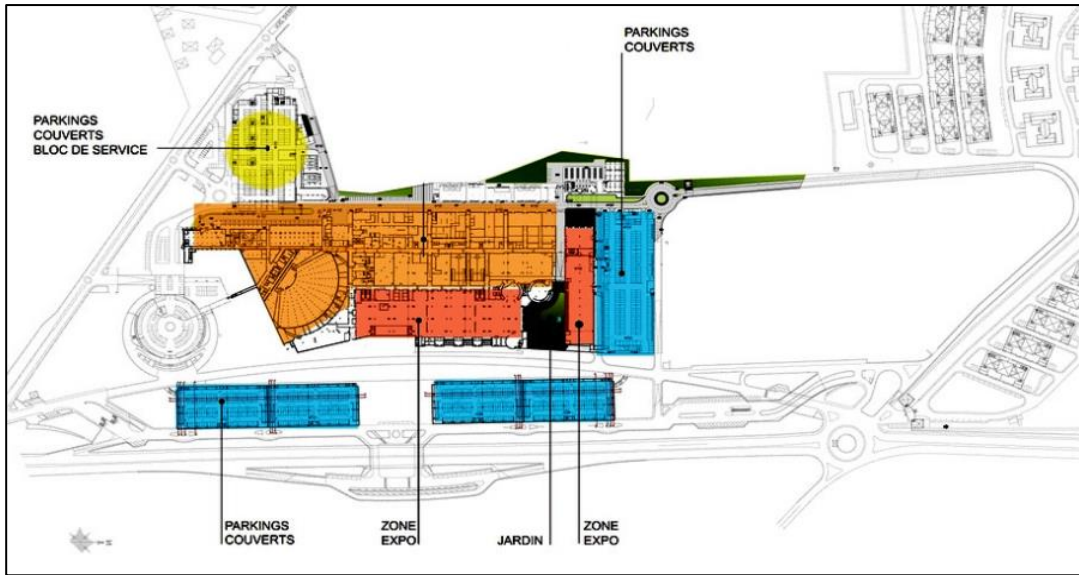 PARKINGS
COUVERTS
PARKINGS
COUVERTS
BLOC DE SERVICE
PARKINGS
COUVERTS
ZONE
EXPO
JARDIN
ZONE
EXPO